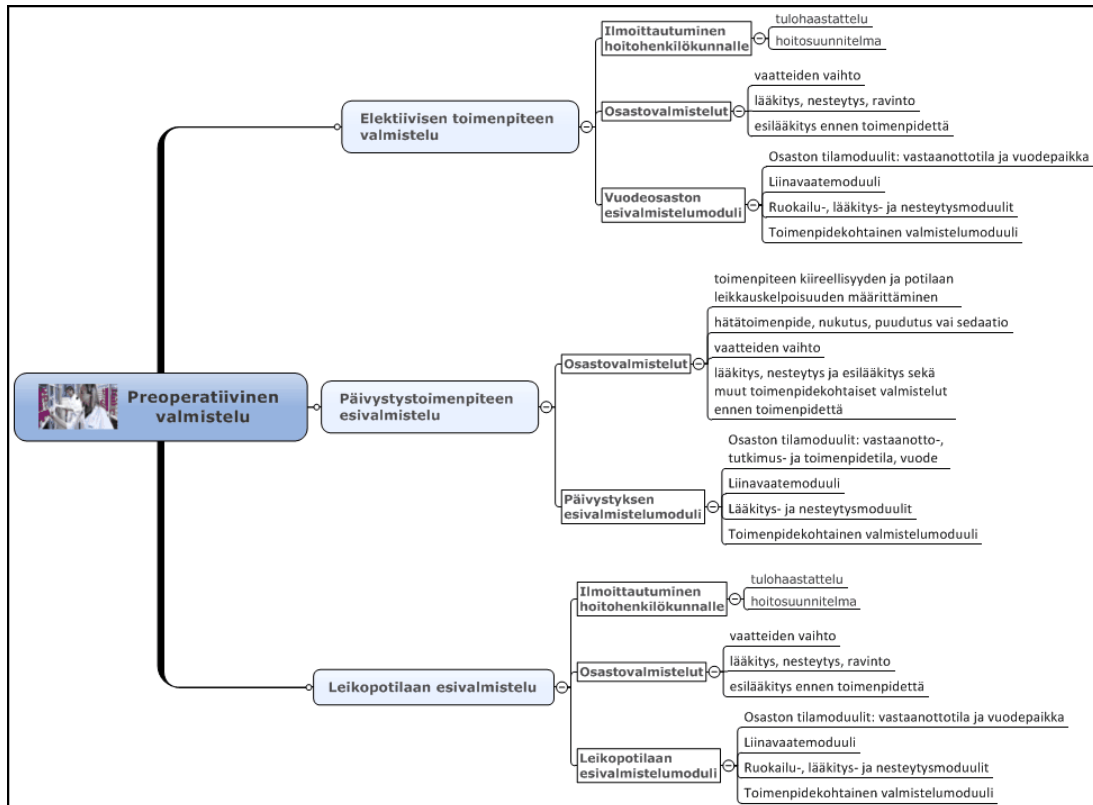 Preoperatiivinen
valmistelu
Elektiivisen toimenpiteen
valmistelu
Ilmoittautuminen
hoitohenkilökunnalle
tulohaastattelu
hoitosuunnitelma
Osastovalmistelut
vaatteiden vaihto
lääkitys, nesteytys, ravinto
esilääkitys ennen toimenpidettä
Vuodeosaston
esivalmistelumoduli
Osaston tilamoduulit: vastaanottotila ja vuodepaikka
Liinavaatemoduuli
Ruokailu-, lääkitys- ja nesteytysmoduulit
Toimenpidekohtainen valmistelumoduuli
Päivystystoimenpiteen
esivalmistelu
Osastovalmistelut
toimenpiteen kiireellisyyden ja potilaan
leikkauskelpoisuuden määrittäminen
hätätoimenpide, nukutus, puudutus vai sedaatio
vaatteiden vaihto
lääkitys, nesteytys ja esilääkitys sekä
muut toimenpidekohtaiset valmistelut
ennen toimenpidettä
Päivystyksen
esivalmistelumoduli
Osaston tilamoduulit: vastaanotto-,
tutkimus- ja toimenpidetila, vuode
Liinavaatemoduuli
Lääkitys- ja nesteytysmoduulit
Toimenpidekohtainen valmistelumoduuli
Leikopotilaan esivalmistelu
Ilmoittautuminen
hoitohenkilökunnalle
tulohaastattelu
hoitosuunnitelma
Osastovalmistelut
vaatteiden vaihto
lääkitys, nesteytys, ravinto
esilääkitys ennen toimenpidettä
Leikopotilaan
esivalmistelumoduli
Osaston tilamoduulit: vastaanottotila ja vuodepaikka
Liinavaatemoduuli
Ruokailu-, lääkitys- ja nesteytysmoduulit
Toimenpidekohtainen valmistelumoduuli